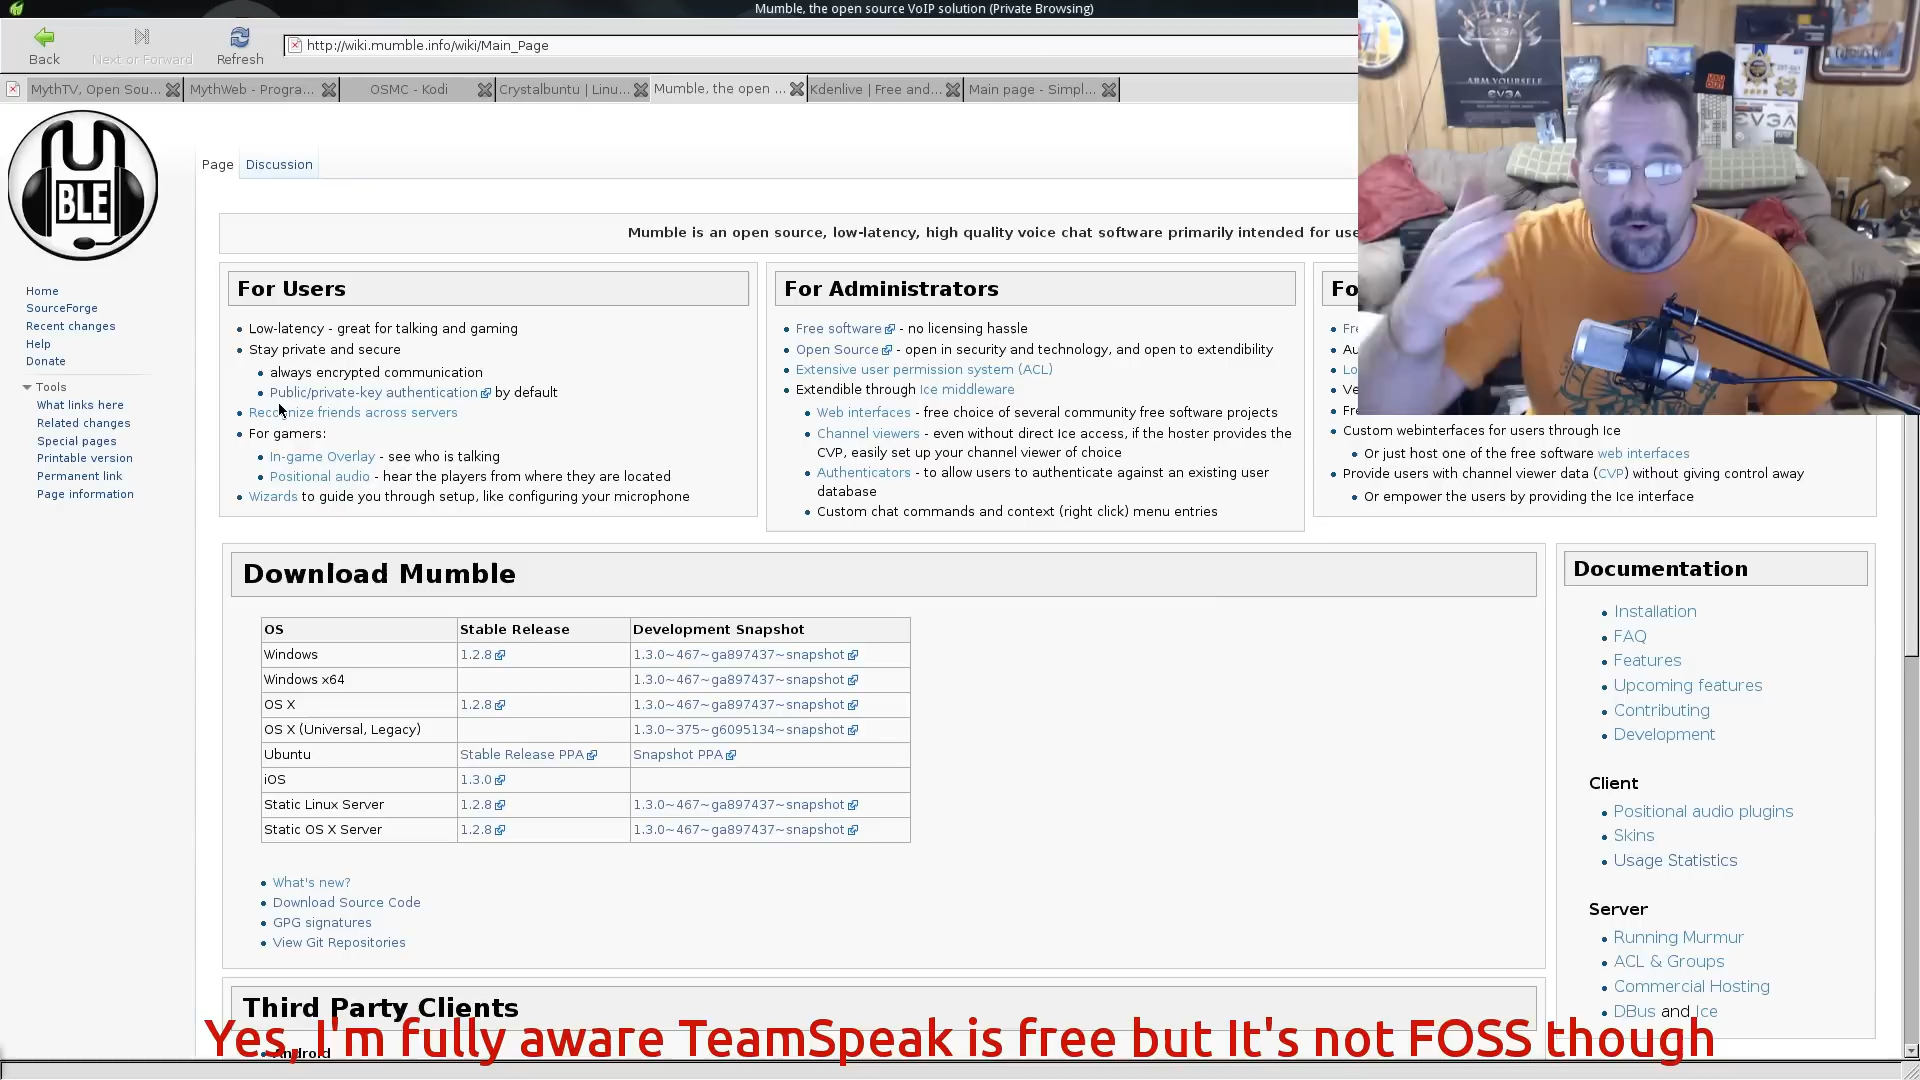 Mumble, the open source VoIP solution (Private Browsing)
Back
Next or Forward
Refresh
http://wiki.mumble.info/wiki/Main_Page
MythTV, Open Sou...
MythWeb - Progra...
OSMC - Kodi
Crystalbuntu | Linu...
Mumble, the open ...
Kdenlive | Free and...
Main page - Simpl...
EVGA
ARM YOURSELF
EVGA
EVGA
BLE
Page
Discussion
Home
SourceForge
Recent changes
Help
Donate
Tools
What links here
Related changes
Special pages
Printable version
Permanent link
Page information
Mumble is an open source, low-latency, high quality voice chat software primarily intended for use
For Users
Low-latency - great for talking and gaming
Stay private and secure
always encrypted communication
Public/private-key authentication by default
Recognize friends across servers
For gamers:
In-game Overlay - see who is talking
Positional audio - hear the players from where they are located
Wizards to guide you through setup, like configuring your microphone
For Administrators
Free software - no licensing hassle
Open Source - open in security and technology, and open to extendibility
Extensive user permission system (ACL)
Extendible through Ice middleware
Web interfaces - free choice of several community free software projects
Channel viewers - even without direct Ice access, if the hoster provides the
CVP, easily set up your channel viewer of choice
Authenticators - to allow users to authenticate against an existing user
database
Custom chat commands and context (right click) menu entries
Fo
Fre
Au
Lo
Ve
Fre
Custom webinterfaces for users through Ice
Or just host one of the free software web interfaces
Provide users with channel viewer data (CVP) without giving control away
Or empower the users by providing the Ice interface
Download Mumble
OS Stable Release Development Snapshot
Windows 1.2.8 1.3.0~467~ga897437~snapshot
Windows x64 1.3.0~467~ga897437~snapshot
OS X 1.2.8 1.3.0~467~ga897437~snapshot
OS X (Universal, Legacy) 1.3.0~375~g6095134~snapshot
Ubuntu Stable Release PPA Snapshot PPA
iOS 1.3.0
Static Linux Server 1.2.8 1.3.0~467~ga897437~snapshot
Static OS X Server 1.2.8 1.3.0~467~ga897437~snapshot
What's new?
Download Source Code
GPG signatures
View Git Repositories
Documentation
Installation
FAQ
Features
Upcoming features
Contributing
Development
Client
Positional audio plugins
Skins
Usage Statistics
Server
Running Murmur
ACL & Groups
Commercial Hosting
DBus and Ice
Third Party Clients
Android
Yes, I'm fully aware TeamSpeak is free but It's not FOSS though